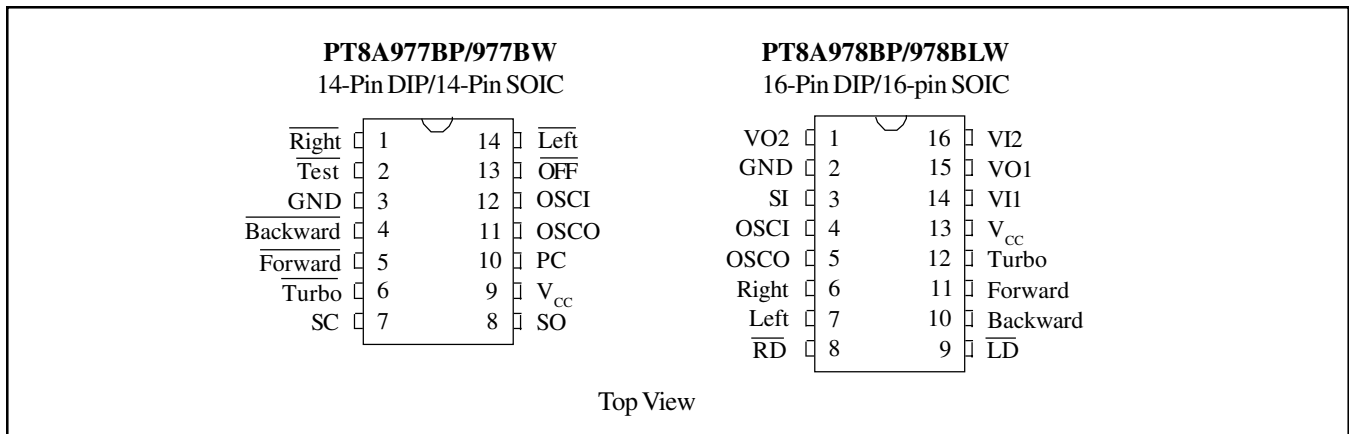 PT8A977BP/977BW
14-Pin DIP/14-Pin SOIC
Right 1 14 Left
Test 2 13 OFF
GND 3 12 OSCI
Backward 4 11 OSCO
Forward 5 10 PC
Turbo 6 9 VCC
SC 7 8 SO
PT8A978BP/978BLW
16-Pin DIP/16-pin SOIC
VO2 1 16 VI2
GND 2 15 VO1
SI 3 14 VI1
OSCI 4 13 VCC
OSCO 5 12 Turbo
Right 6 11 Forward
Left 7 10 Backward
RD 8 9 LD
Top View